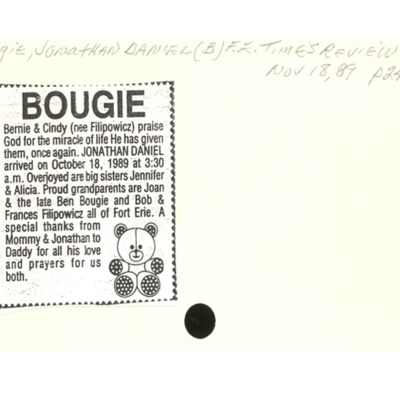 gie, JONATHAN DANIEL (B) F.E. TIMES REVIEW
NOV 18, 89 p24
BOUGIE
Bernie & Cindy (nee Filipowicz) praise
God for the miracle of life He has given
them, once again. JONATHAN DANIEL
arrived on October 18, 1989 at 3:30
a.m. Overjoyed are big sisters Jennifer
& Alicia. Proud grandparents are Joan
& the late Ben Bougie and Bob &
Frances Filipowicz all of Fort Erie. A
special thanks from
Mommy & Jonathan to
Daddy for all his love
and prayers for us
both.